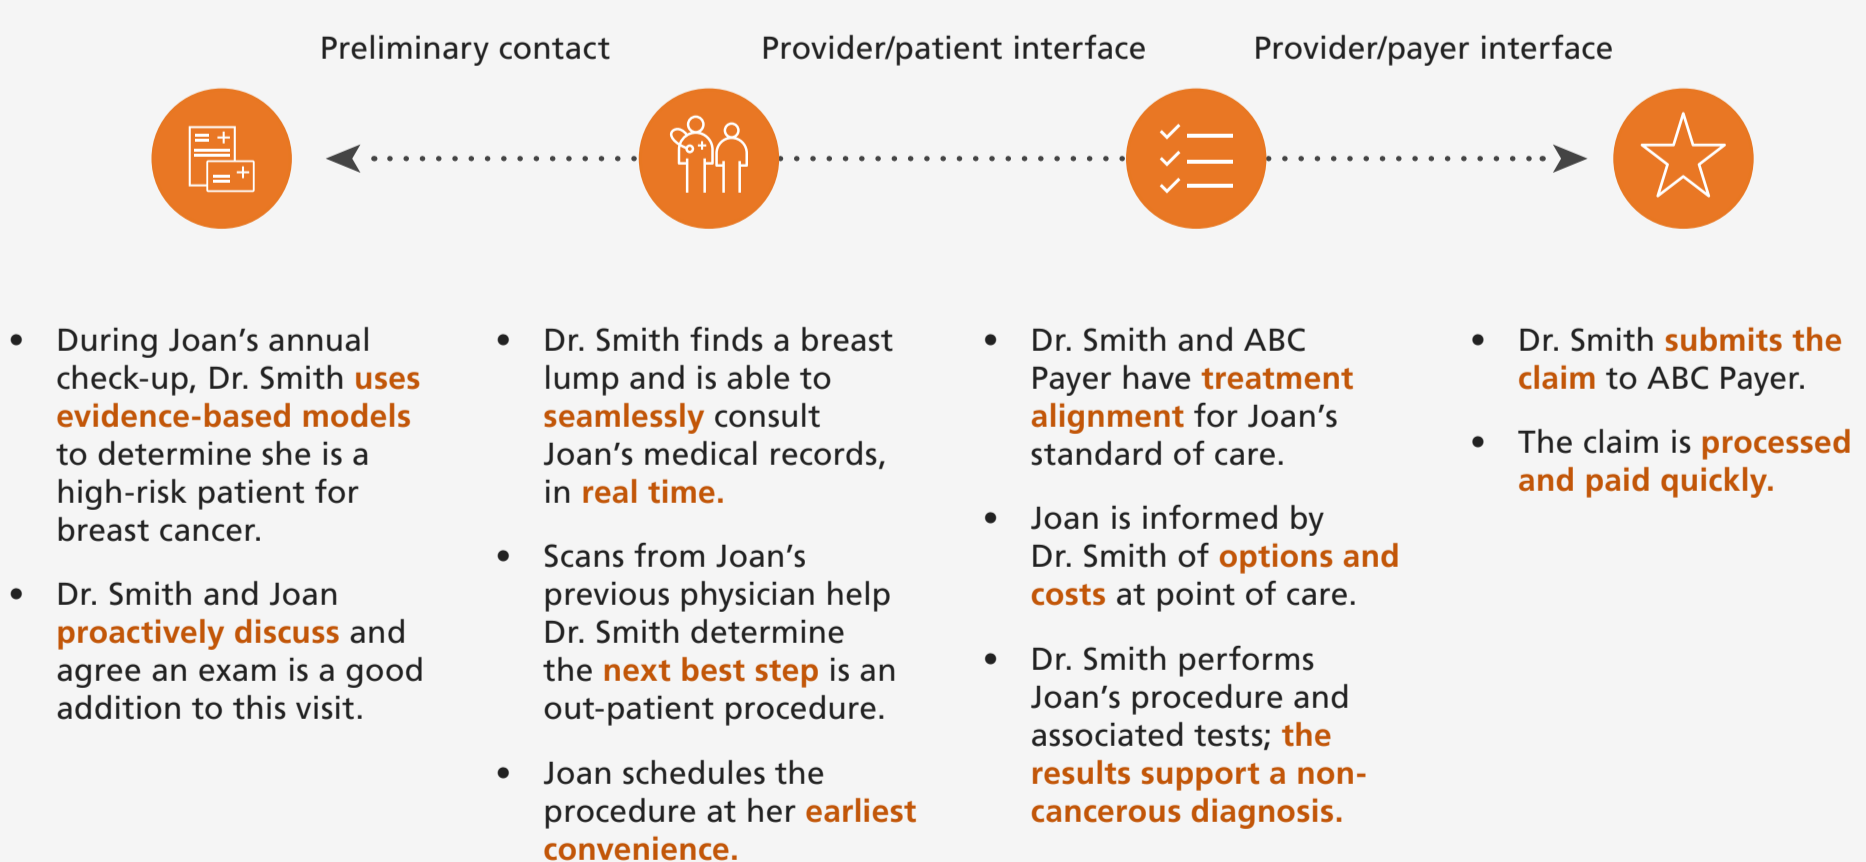 Preliminary contact
Provider/patient interface
Provider/payer interface
• During Joan’s annual
check-up, Dr. Smith uses
evidence-based models
to determine she is a
high-risk patient for
breast cancer.
• Dr. Smith and Joan
proactively discuss and
agree an exam is a good
addition to this visit.
• Dr. Smith finds a breast
lump and is able to
seamlessly consult
Joan’s medical records,
in real time.
• Scans from Joan’s
previous physician help
Dr. Smith determine
the next best step is an
out-patient procedure.
• Joan schedules the
procedure at her earliest
convenience.
• Dr. Smith and ABC
Payer have treatment
alignment for Joan’s
standard of care.
• Joan is informed by
Dr. Smith of options and
costs at point of care.
• Dr. Smith performs
Joan’s procedure and
associated tests; the
results support a non-
cancerous diagnosis.
• Dr. Smith submits the
claim to ABC Payer.
• The claim is processed
and paid quickly.